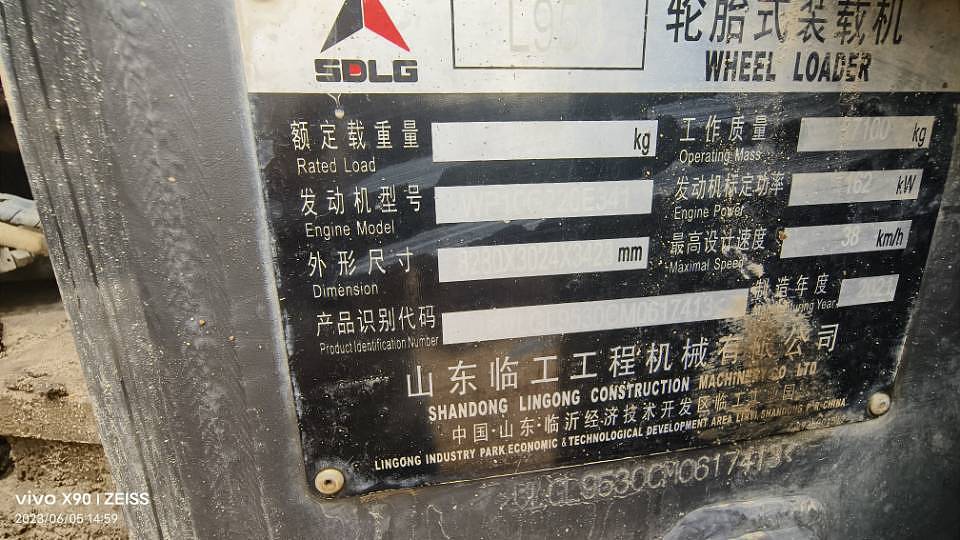 SDLG
轮胎式装载机
WHEEL LOADER
额定载重量 kg
Rated Load
工作质量 kg
Operating Mass
发动机型号
Engine Model
发动机标定功率 162 kW
Engine Power
外形尺寸 mm
Dimension
最高设计速度 38 km/h
Maximal Speed
产品识别代码
Product Identification Number
制造年度
Year
山东临工工程机械有限公司
SHANDONG LINGONG CONSTRUCTION MACHINERY CO LTD
中国·山东·临沂经济技术开发区临工工业园
LINGONG INDUSTRY PARK ECONOMIC & TECHNOLOGICAL DEVELOPMENT AREA LINYI, SHANDONG P·R·CHINA
vivo X90 | ZEISS
2023/06/05 14:59